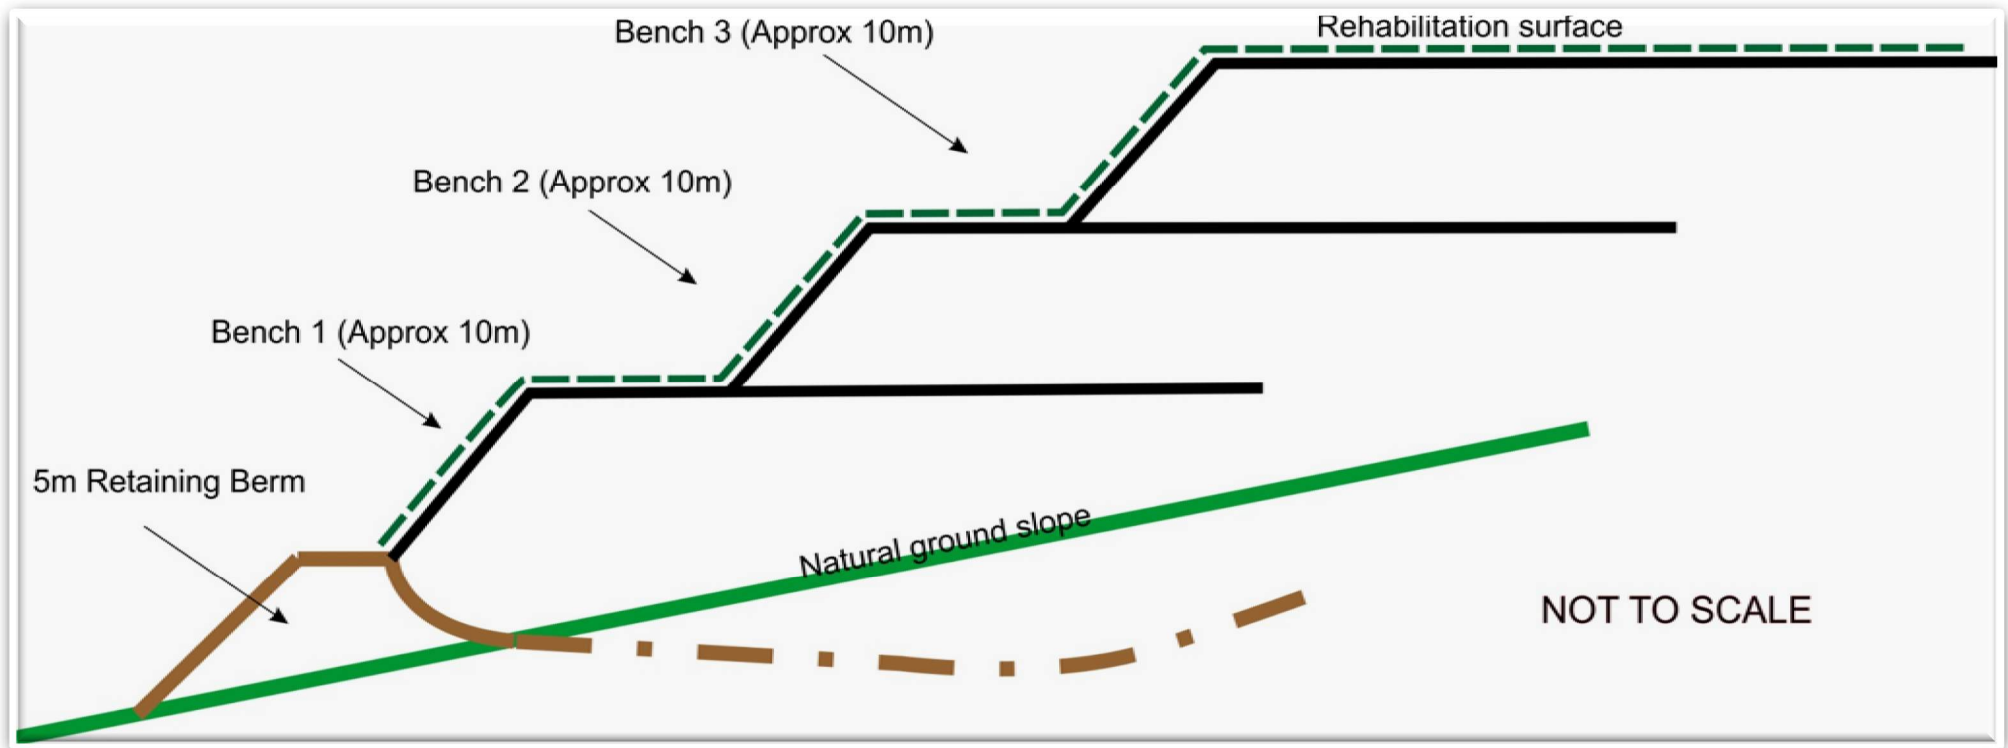 Bench 3 (Approx 10m)
Rehabilitation surface
Bench 2 (Approx 10m)
Bench 1 (Approx 10m)
5m Retaining Berm
Natural ground slope
NOT TO SCALE